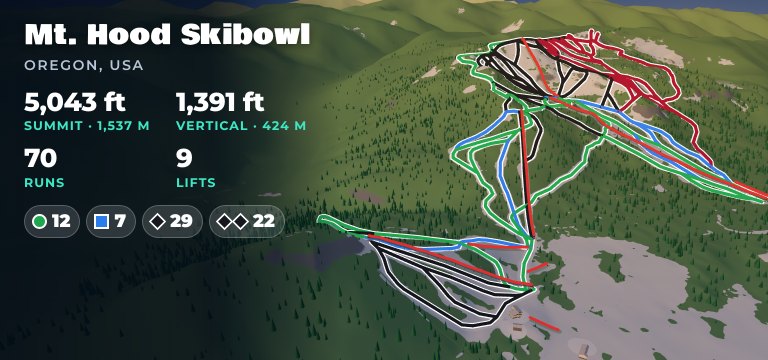 Mt. Hood Skibowl
OREGON, USA
5,043 ft 1,391 ft
SUMMIT · 1,537 M VERTICAL · 424 M
70 9
RUNS LIFTS
12 7 29 22